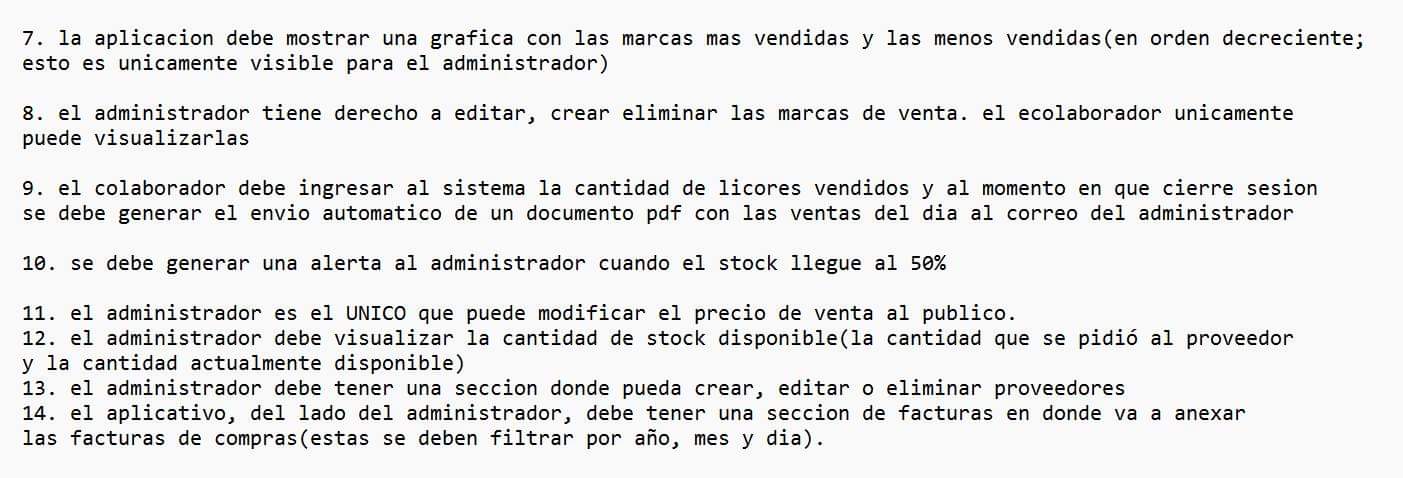 7. la aplicacion debe mostrar una grafica con las marcas mas vendidas y las menos vendidas(en orden decreciente;
esto es unicamente visible para el administrador)
8. el administrador tiene derecho a editar, crear eliminar las marcas de venta. el ecolaborador unicamente
puede visualizarlas
9. el colaborador debe ingresar al sistema la cantidad de licores vendidos y al momento en que cierre sesion
se debe generar el envio automatico de un documento pdf con las ventas del dia al correo del administrador
10. se debe generar una alerta al administrador cuando el stock llegue al 50%
11. el administrador es el UNICO que puede modificar el precio de venta al publico.
12. el administrador debe visualizar la cantidad de stock disponible(la cantidad que se pidió al proveedor
y la cantidad actualmente disponible)
13. el administrador debe tener una seccion donde pueda crear, editar o eliminar proveedores
14. el aplicativo, del lado del administrador, debe tener una seccion de facturas en donde va a anexar
las facturas de compras(estas se deben filtrar por año, mes y dia).